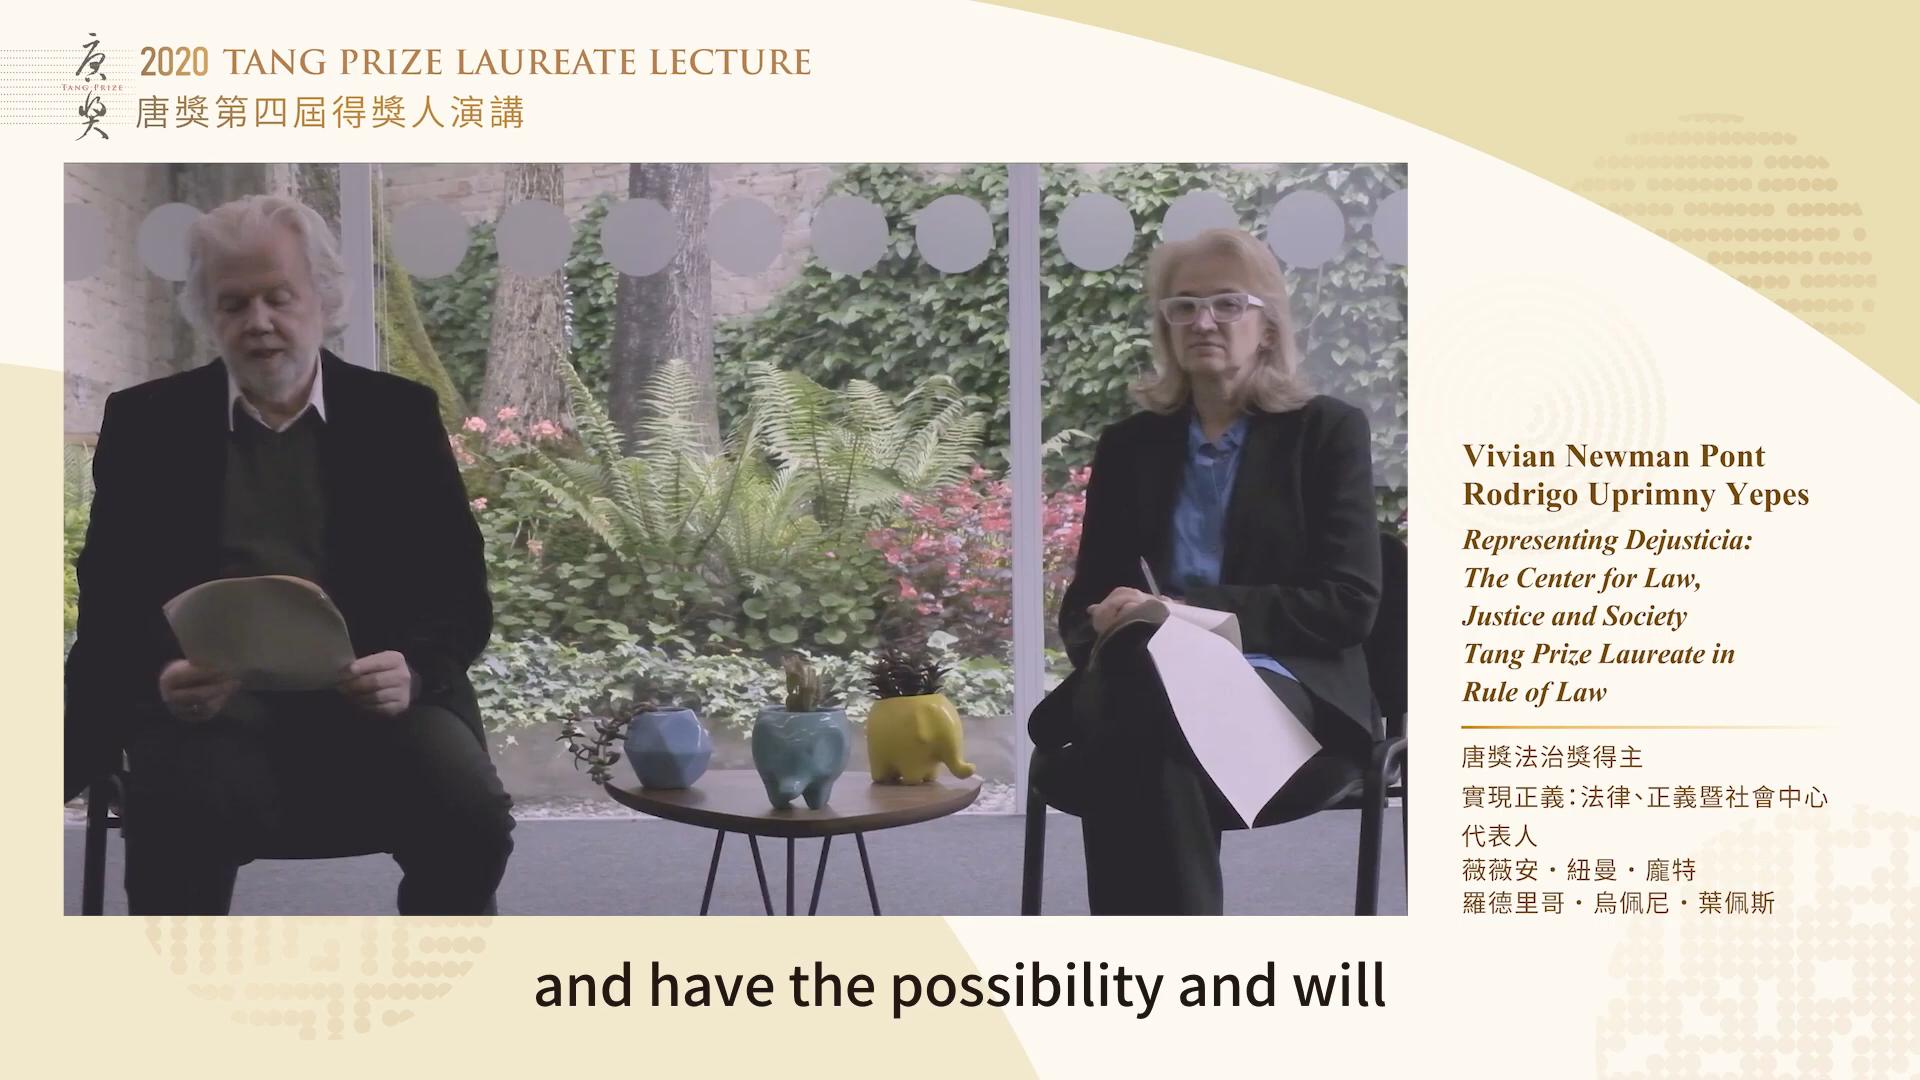 唐獎
TANG PRIZE
2020 TANG PRIZE LAUREATE LECTURE
唐獎第四屆得獎人演講
Vivian Newman Pont
Rodrigo Uprimny Yepes
Representing Dejusticia:
The Center for Law,
Justice and Society
Tang Prize Laureate in
Rule of Law
唐獎法治獎得主
實現正義：法律、正義暨社會中心
代表人
薇薇安・紐曼・龐特
羅德里哥・烏佩尼・葉佩斯
and have the possibility and will